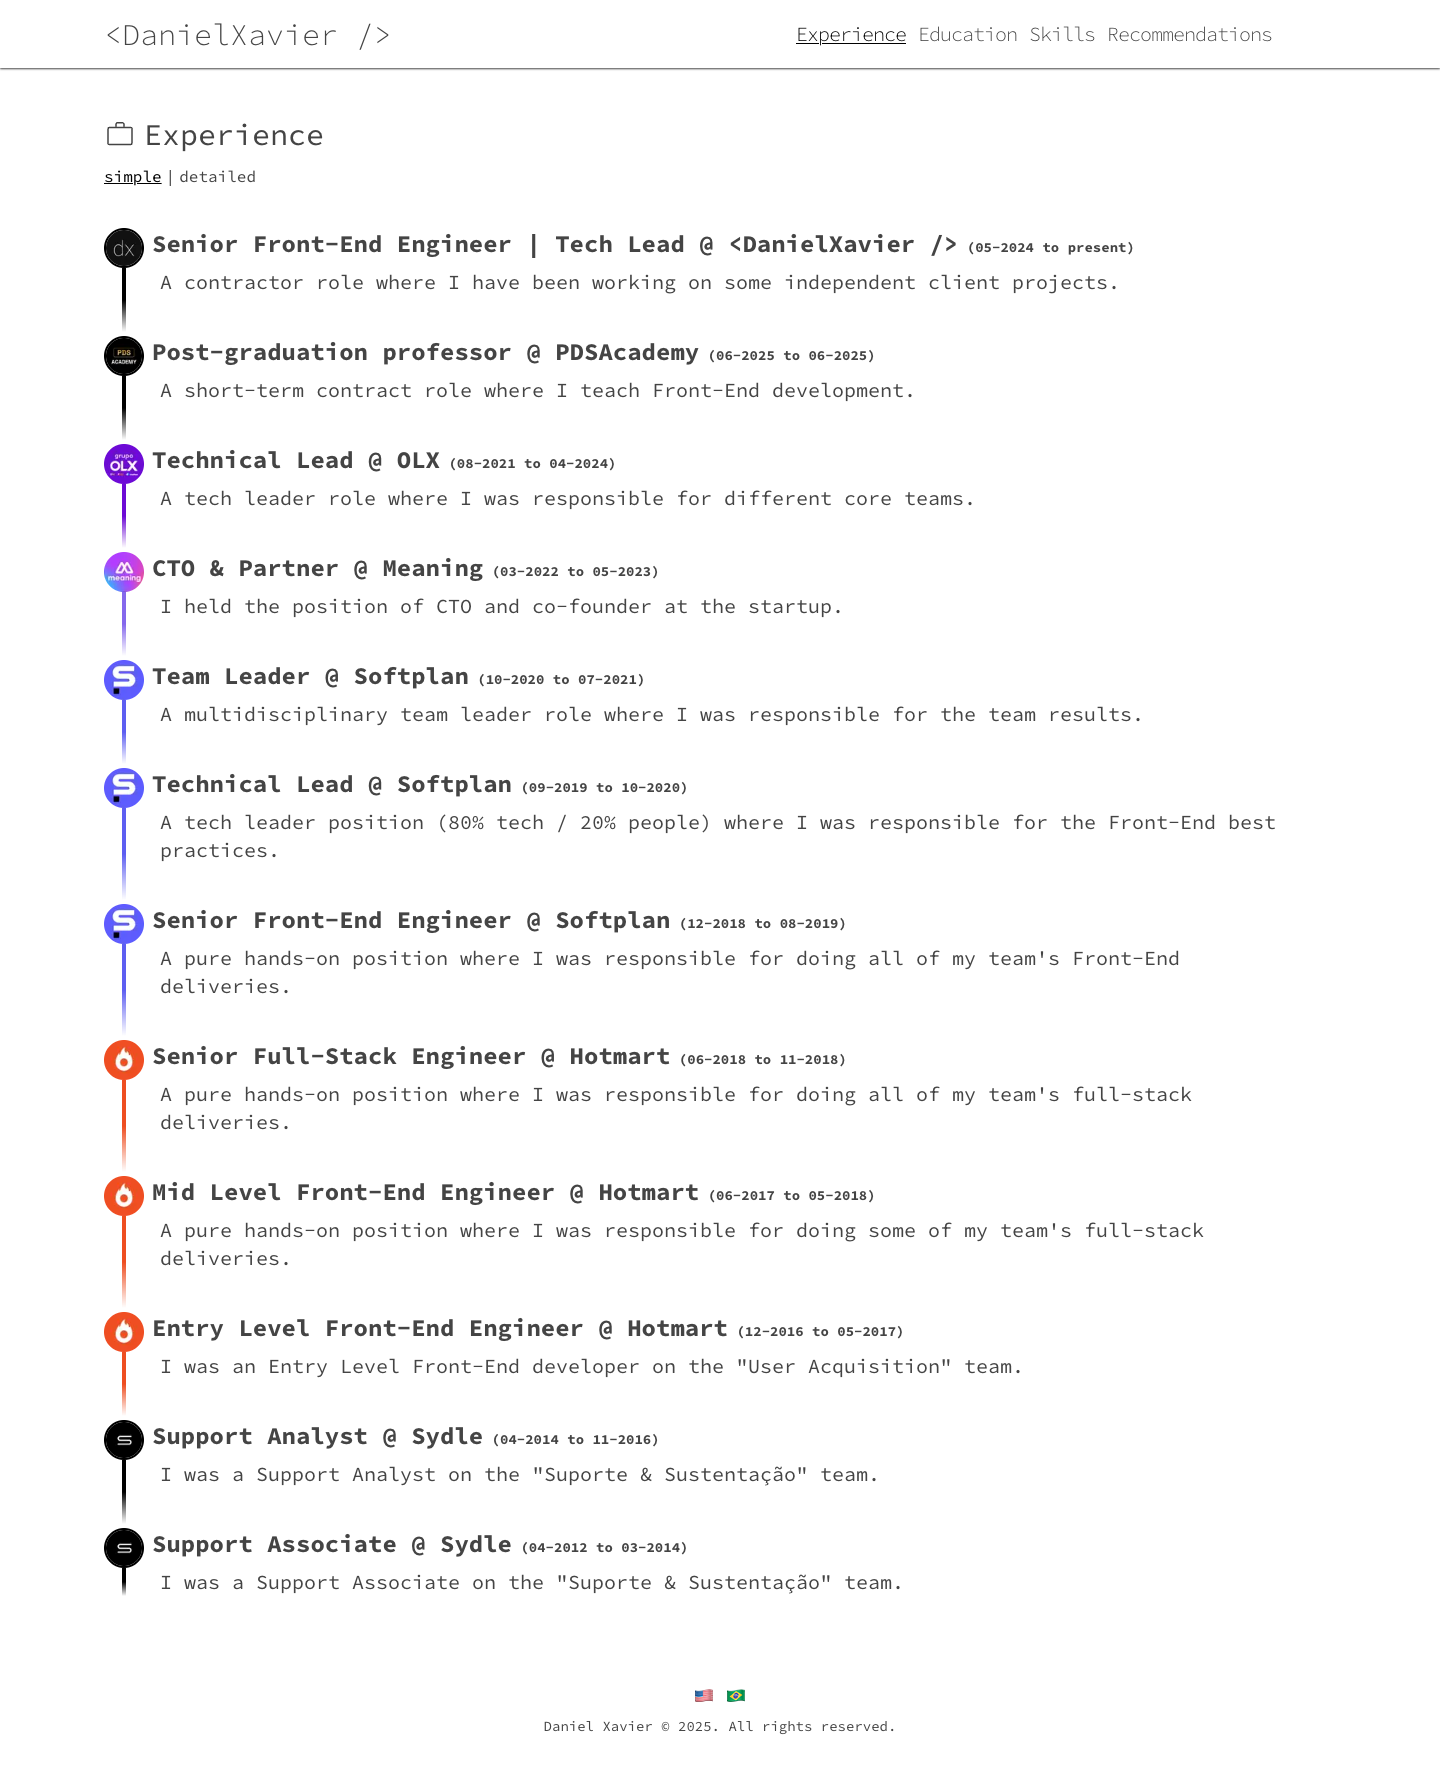 <DanielXavier />
Experience Education Skills Recommendations
Experience
simple | detailed
dx
Senior Front-End Engineer | Tech Lead @ <DanielXavier /> (05-2024 to present)
A contractor role where I have been working on some independent client projects.
PDS
ACADEMY
Post-graduation professor @ PDSAcademy (06-2025 to 06-2025)
A short-term contract role where I teach Front-End development.
grupo
OLX
Technical Lead @ OLX (08-2021 to 04-2024)
A tech leader role where I was responsible for different core teams.
meaning
CTO & Partner @ Meaning (03-2022 to 05-2023)
I held the position of CTO and co-founder at the startup.
Team Leader @ Softplan (10-2020 to 07-2021)
A multidisciplinary team leader role where I was responsible for the team results.
Technical Lead @ Softplan (09-2019 to 10-2020)
A tech leader position (80% tech / 20% people) where I was responsible for the Front-End best
practices.
Senior Front-End Engineer @ Softplan (12-2018 to 08-2019)
A pure hands-on position where I was responsible for doing all of my team's Front-End
deliveries.
Senior Full-Stack Engineer @ Hotmart (06-2018 to 11-2018)
A pure hands-on position where I was responsible for doing all of my team's full-stack
deliveries.
Mid Level Front-End Engineer @ Hotmart (06-2017 to 05-2018)
A pure hands-on position where I was responsible for doing some of my team's full-stack
deliveries.
Entry Level Front-End Engineer @ Hotmart (12-2016 to 05-2017)
I was an Entry Level Front-End developer on the "User Acquisition" team.
Support Analyst @ Sydle (04-2014 to 11-2016)
I was a Support Analyst on the "Suporte & Sustentação" team.
Support Associate @ Sydle (04-2012 to 03-2014)
I was a Support Associate on the "Suporte & Sustentação" team.
Daniel Xavier © 2025. All rights reserved.